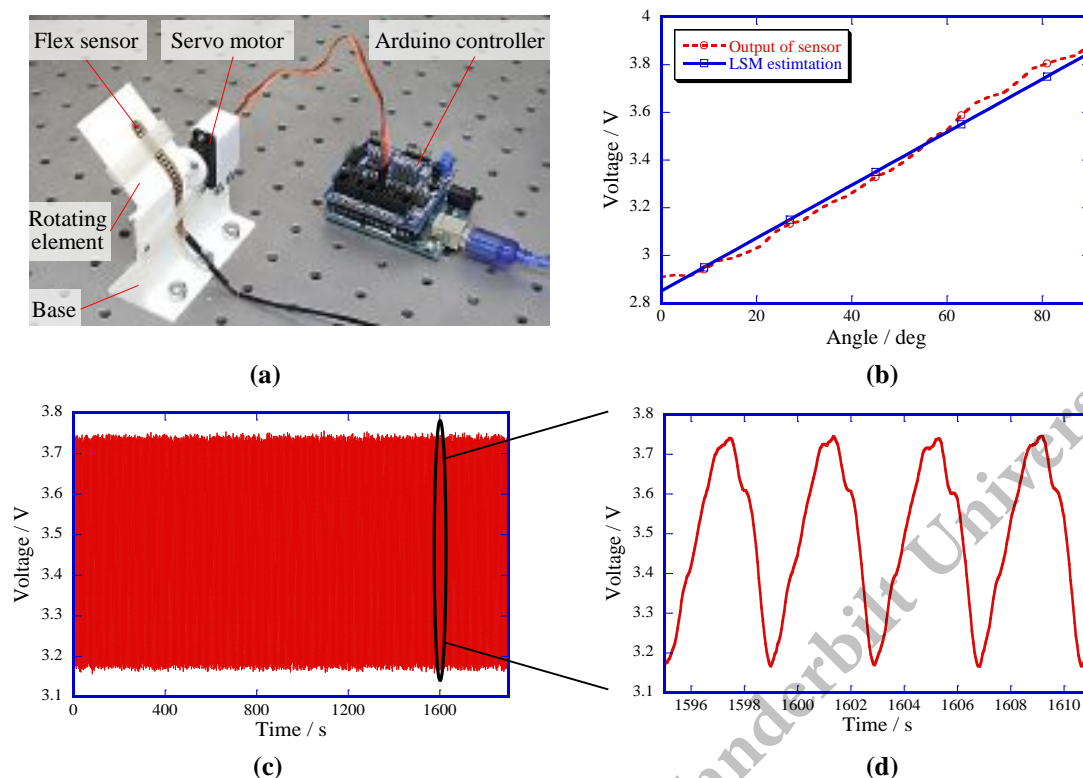 Flex sensor
Servo motor
Arduino controller
Rotating
element
Base
(a)
4
3.8
3.6
3.4
3.2
3
2.8
Voltage / V
Output of sensor
LSM estimtation
0
20
40
60
80
Angle / deg
(b)
3.8
3.7
3.6
3.5
3.4
3.3
3.2
3.1
Voltage / V
0
400
800
1200
1600
Time / s
(c)
3.8
3.7
3.6
3.5
3.4
3.3
3.2
3.1
Voltage / V
1596
1598
1600
1602
1604
1606
1608
1610
Time / s
(d)
anderbilt Univers